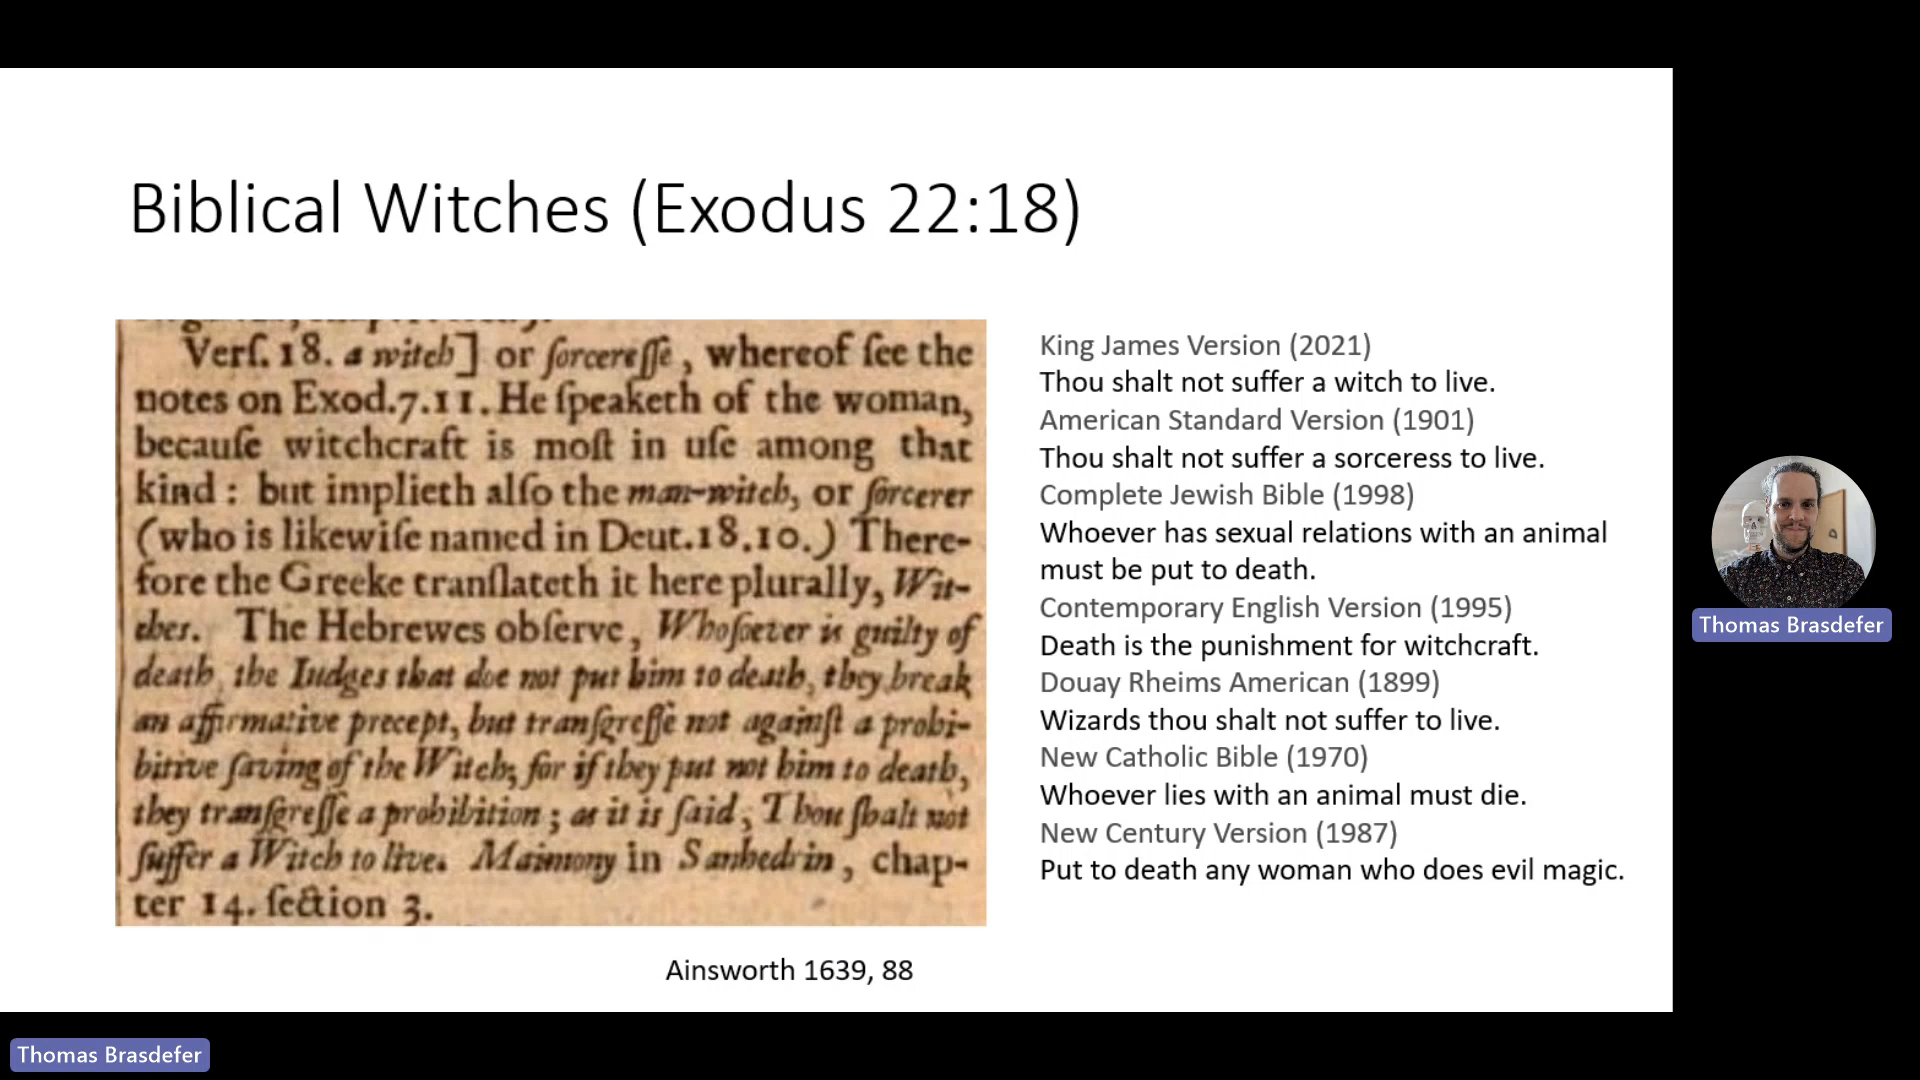 Biblical Witches (Exodus 22:18)
Verſ. 18. a witch] or ſorcereſſe, whereof ſee the
notes on Exod.7.11. He ſpeaketh of the woman,
becauſe witchcraft is moſt in uſe among that
kind : but implieth alſo the man-witch, or ſorcerer
(who is likewiſe named in Deut.18.10.) There-
fore the Greeke tranſlateth it here plurally, Wit-
ches. The Hebrewes obſerve, Whoſoever is guilty of
death, the Iudges that doe not put him to death, they break
an affirmative precept, but tranſgreſſe not againſt a prohi-
bitive ſaving of the Witch; for if they put not him to death,
they tranſgreſſe a prohibition ; as it is ſaid, Thou ſhalt not
ſuffer a Witch to live. Maimony in Sanhedrin, chap-
ter 14. ſection 3.
Ainsworth 1639, 88
King James Version (2021)
Thou shalt not suffer a witch to live.
American Standard Version (1901)
Thou shalt not suffer a sorceress to live.
Complete Jewish Bible (1998)
Whoever has sexual relations with an animal
must be put to death.
Contemporary English Version (1995)
Death is the punishment for witchcraft.
Douay Rheims American (1899)
Wizards thou shalt not suffer to live.
New Catholic Bible (1970)
Whoever lies with an animal must die.
New Century Version (1987)
Put to death any woman who does evil magic.
Thomas Brasdefer
Thomas Brasdefer